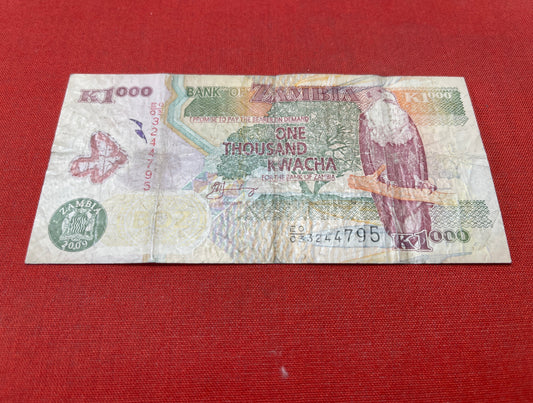 K1000
BANK OF ZAMBIA
K1000
I PROMISE TO PAY THE BEARER ON DEMAND
ONE
THOUSAND
KWACHA
FOR THE BANK OF ZAMBIA
ZAMBIA
2009
3244795
K1000